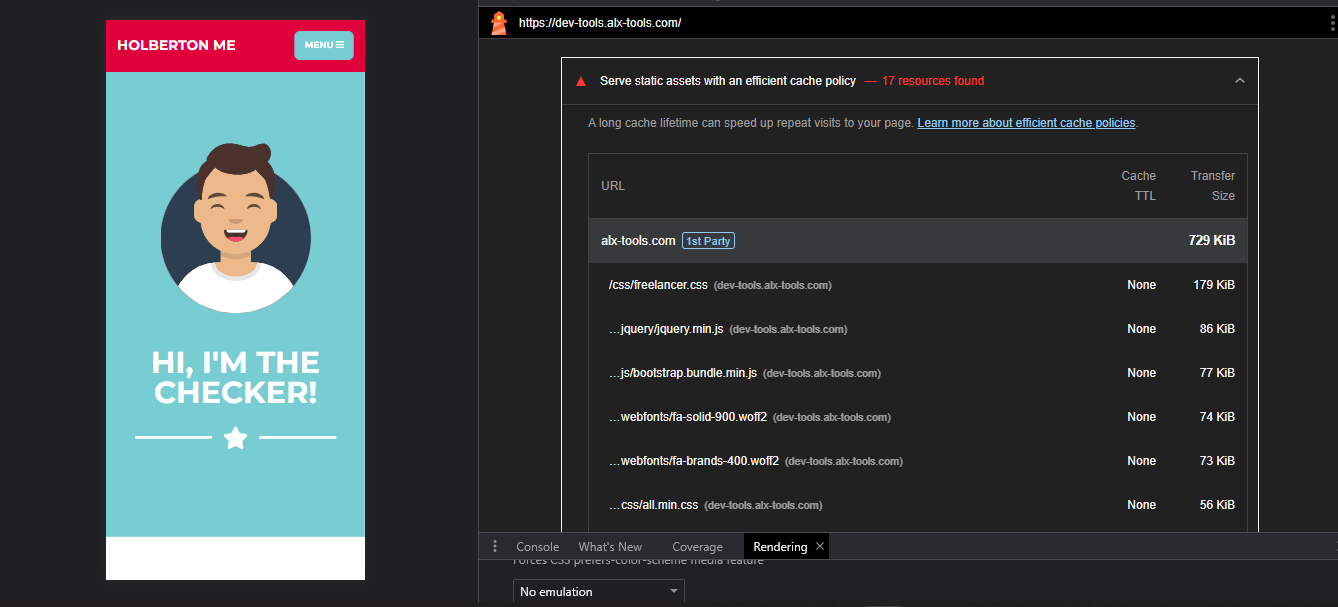 HOLBERTON ME
MENU
HI, I'M THE
CHECKER!
https://dev-tools.alx-tools.com/
Serve static assets with an efficient cache policy — 17 resources found
A long cache lifetime can speed up repeat visits to your page. Learn more about efficient cache policies.
URL
Cache
TTL
Transfer
Size
alx-tools.com 1st Party 729 KiB
/css/freelancer.css (dev-tools.alx-tools.com) None 179 KiB
…jquery/jquery.min.js (dev-tools.alx-tools.com) None 86 KiB
…js/bootstrap.bundle.min.js (dev-tools.alx-tools.com) None 77 KiB
…webfonts/fa-solid-900.woff2 (dev-tools.alx-tools.com) None 74 KiB
…webfonts/fa-brands-400.woff2 (dev-tools.alx-tools.com) None 73 KiB
…css/all.min.css (dev-tools.alx-tools.com) None 56 KiB
Console What's New Coverage Rendering
Forces CSS prefers-color-scheme media feature
No emulation